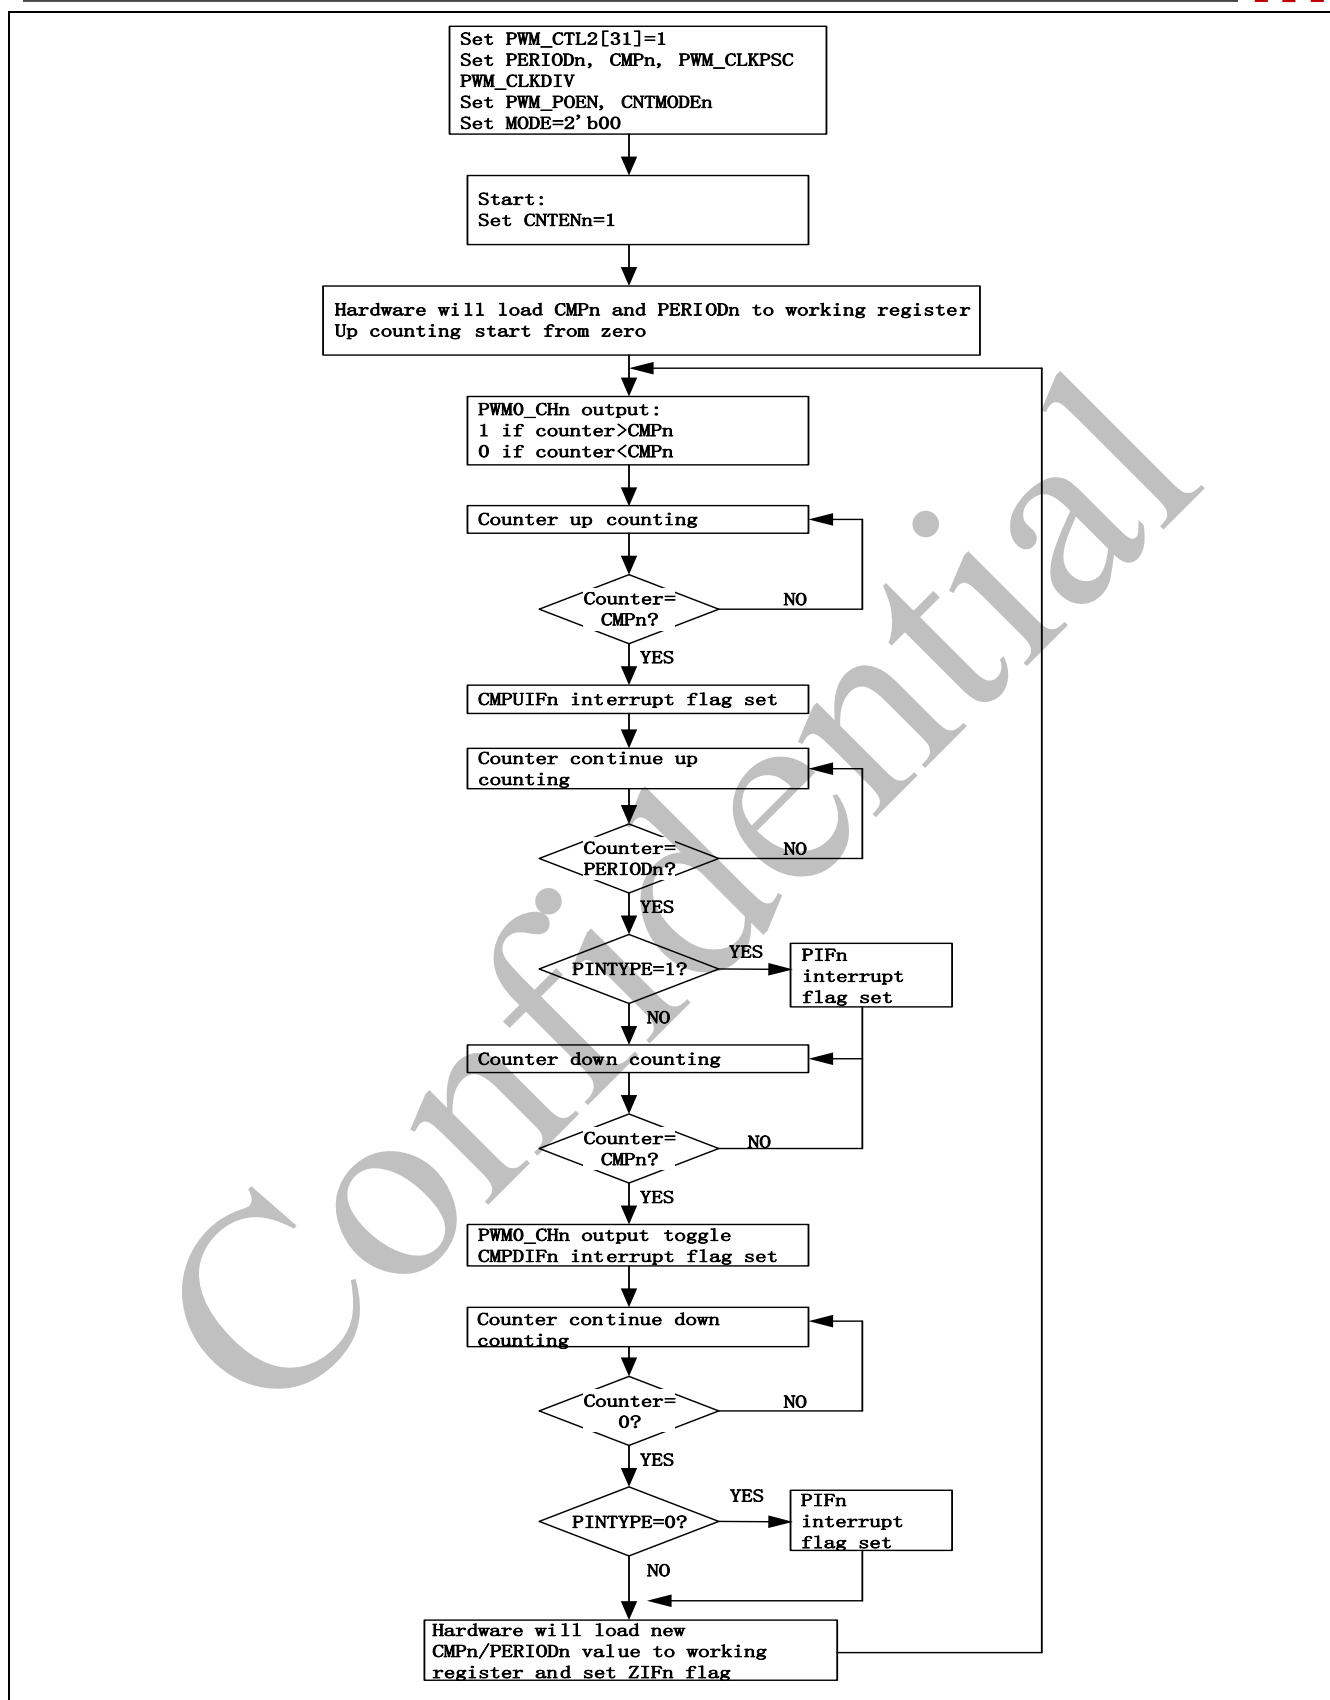 Set PWM_CTL2[31]=1
Set PERIODn, CMPn, PWM_CLKPSC
PWM_CLKDIV
Set PWM_POEN, CNTMODEn
Set MODE=2'b00
Start:
Set CNTENn=1
Hardware will load CMPn and PERIODn to working register
Up counting start from zero
PWM0_CHn output:
1 if counter>CMPn
0 if counter<CMPn
Counter up counting
Counter=
CMPn?
NO
YES
CMPUIFn interrupt flag set
Counter continue up
counting
Counter=
PERIODn?
NO
YES
PINTYPE=1?
YES
PIFn
interrupt
flag set
NO
Counter down counting
Counter=
CMPn?
NO
YES
PWM0_CHn output toggle
CMPDIFn interrupt flag set
Counter continue down
counting
Counter=
0?
NO
YES
PINTYPE=0?
YES
PIFn
interrupt
flag set
NO
Hardware will load new
CMPn/PERIODn value to working
register and set ZIFn flag
Confidential